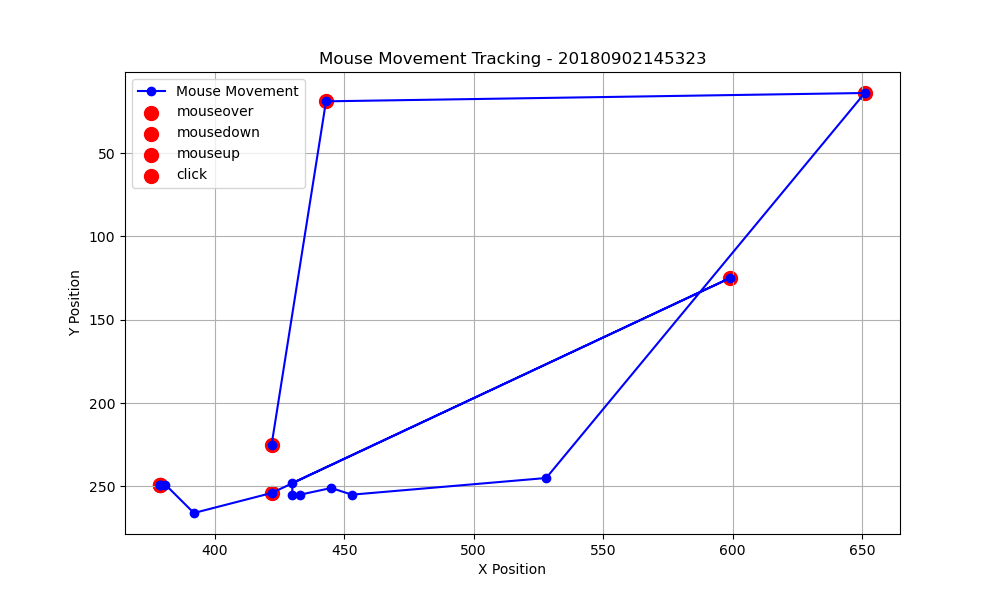 Mouse Movement Tracking - 20180902145323
Mouse Movement
mouseover
mousedown
mouseup
click
50
100
150
200
250
Y Position
400
450
500
550
600
650
X Position